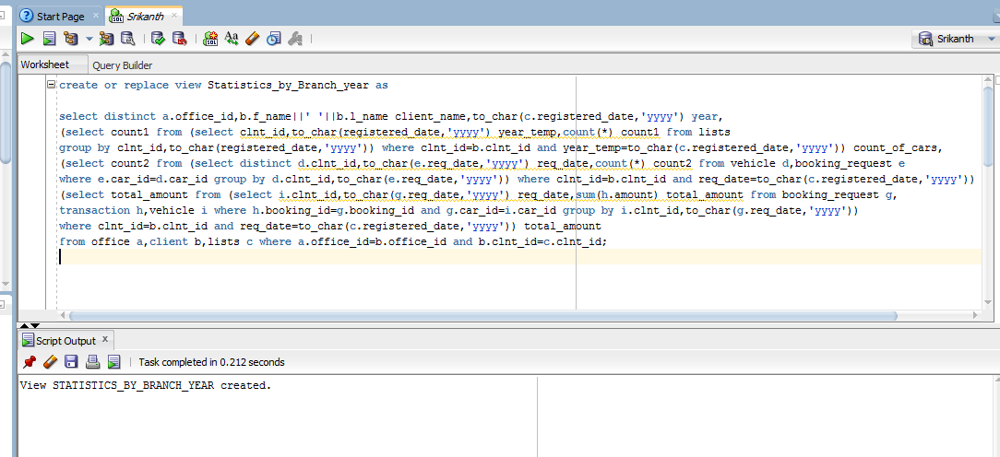 Start Page
Srikanth
Srikanth
Worksheet
Query Builder
create or replace view Statistics_by_Branch_year as
select distinct a.office_id,b.f_name||' '||b.l_name client_name,to_char(c.registered_date,'yyyy') year,
(select count1 from (select clnt_id,to_char(registered_date,'yyyy') year_temp,count(*) count1 from lists
group by clnt_id,to_char(registered_date,'yyyy')) where clnt_id=b.clnt_id and year_temp=to_char(c.registered_date,'yyyy')) count_of_cars,
(select count2 from (select distinct d.clnt_id,to_char(e.req_date,'yyyy') req_date,count(*) count2 from vehicle d,booking_request e
where e.car_id=d.car_id group by d.clnt_id,to_char(e.req_date,'yyyy')) where clnt_id=b.clnt_id and req_date=to_char(c.registered_date,'yyyy'))
(select total_amount from (select i.clnt_id,to_char(g.req_date,'yyyy') req_date,sum(h.amount) total_amount from booking_request g,
transaction h,vehicle i where h.booking_id=g.booking_id and g.car_id=i.car_id group by i.clnt_id,to_char(g.req_date,'yyyy'))
where clnt_id=b.clnt_id and req_date=to_char(c.registered_date,'yyyy')) total_amount
from office a,client b,lists c where a.office_id=b.office_id and b.clnt_id=c.clnt_id;
Script Output
Task completed in 0.212 seconds
View STATISTICS_BY_BRANCH_YEAR created.